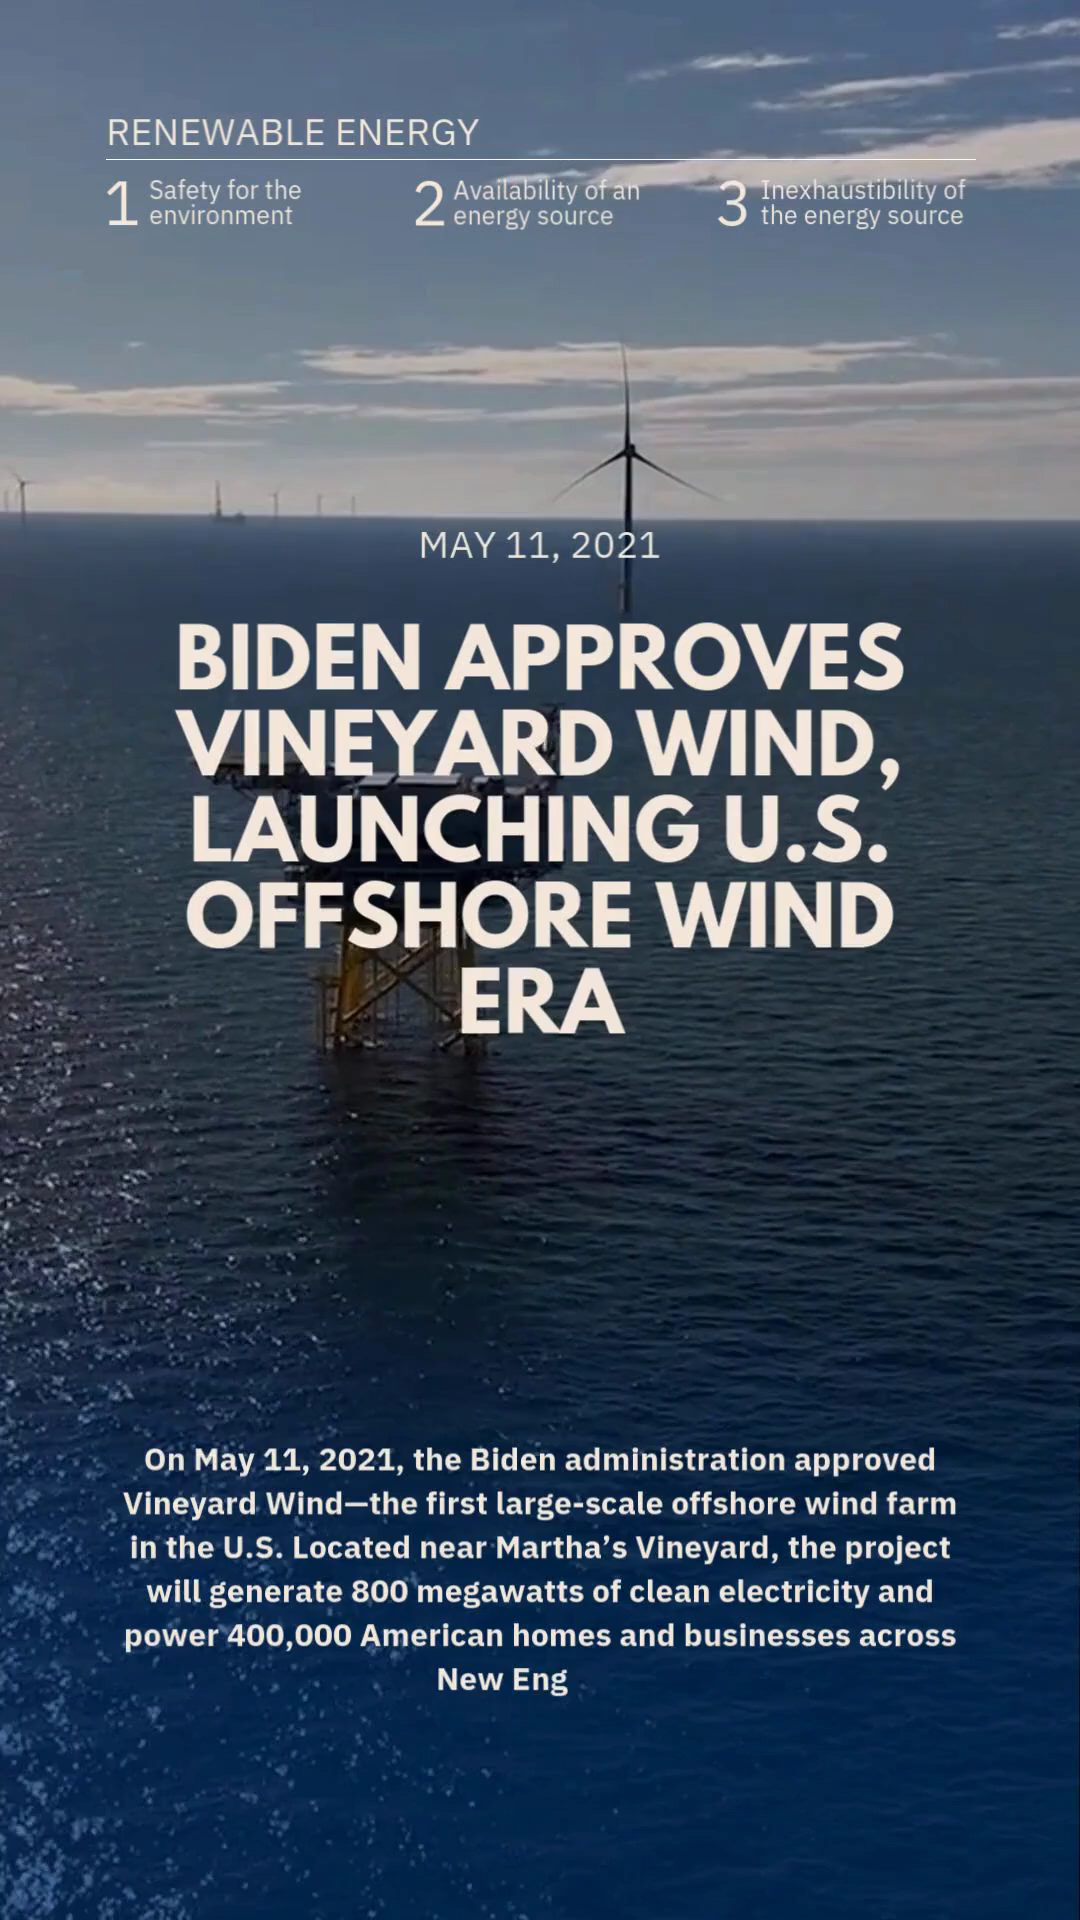 RENEWABLE ENERGY
1 Safety for the
environment
2 Availability of an
energy source
3 Inexhaustibility of
the energy source
MAY 11, 2021
BIDEN APPROVES
VINEYARD WIND,
LAUNCHING U.S.
OFFSHORE WIND
ERA
On May 11, 2021, the Biden administration approved
Vineyard Wind—the first large-scale offshore wind farm
in the U.S. Located near Martha’s Vineyard, the project
will generate 800 megawatts of clean electricity and
power 400,000 American homes and businesses across
New Eng